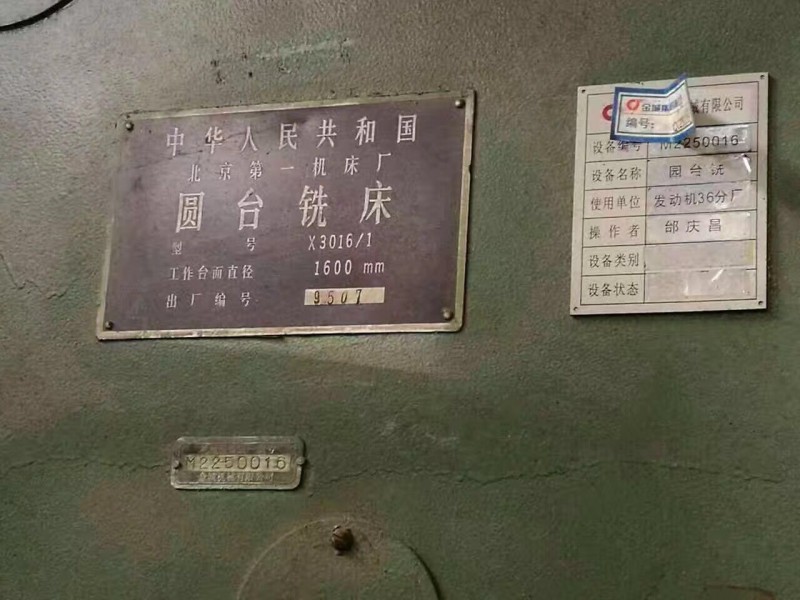 中华人民共和国
北京第一机床厂
圆台铣床
型号 X3016/1
工作台面直径 1600 mm
出厂编号 9507
编号:
械有限公司
设备编号 M2250016
设备名称 园台铣
使用单位 发动机36分厂
操作者 邰庆昌
设备类别
设备状态
M2250016